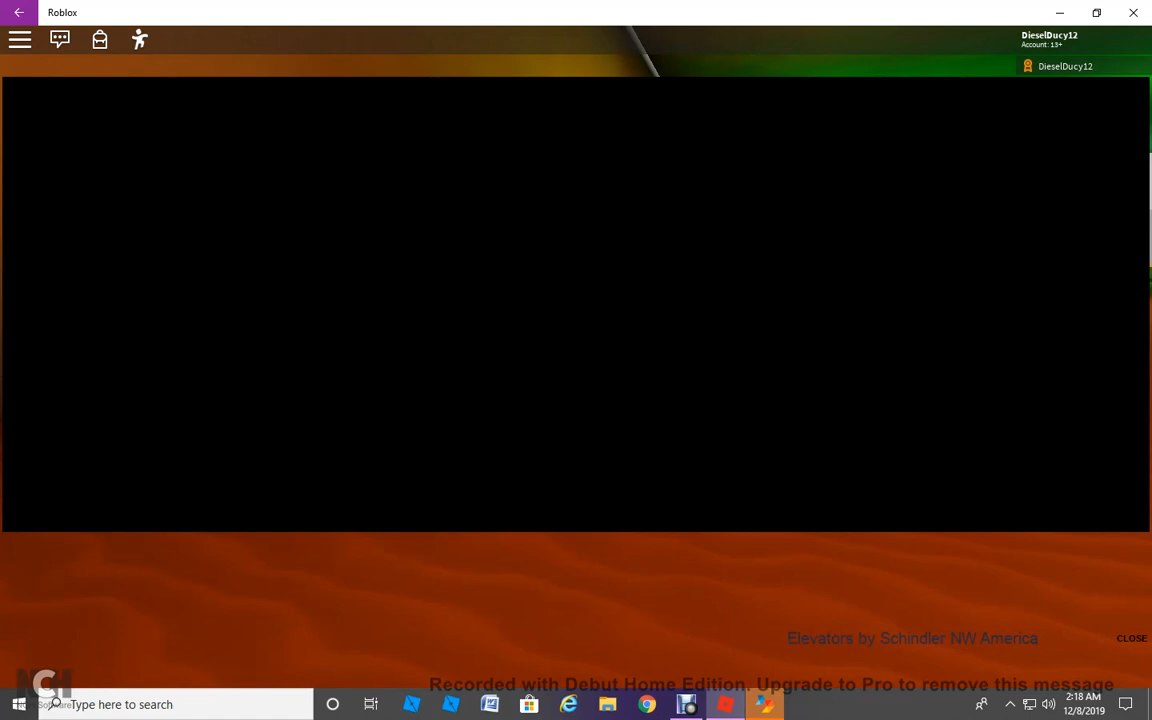 Roblox
DieselDucy12
Account: 13+
DieselDucy12
Elevators by Schindler NW America
CLOSE
Recorded with Debut Home Edition. Upgrade to Pro to remove this message
NCH
Type here to search
2:18 AM
12/8/2019